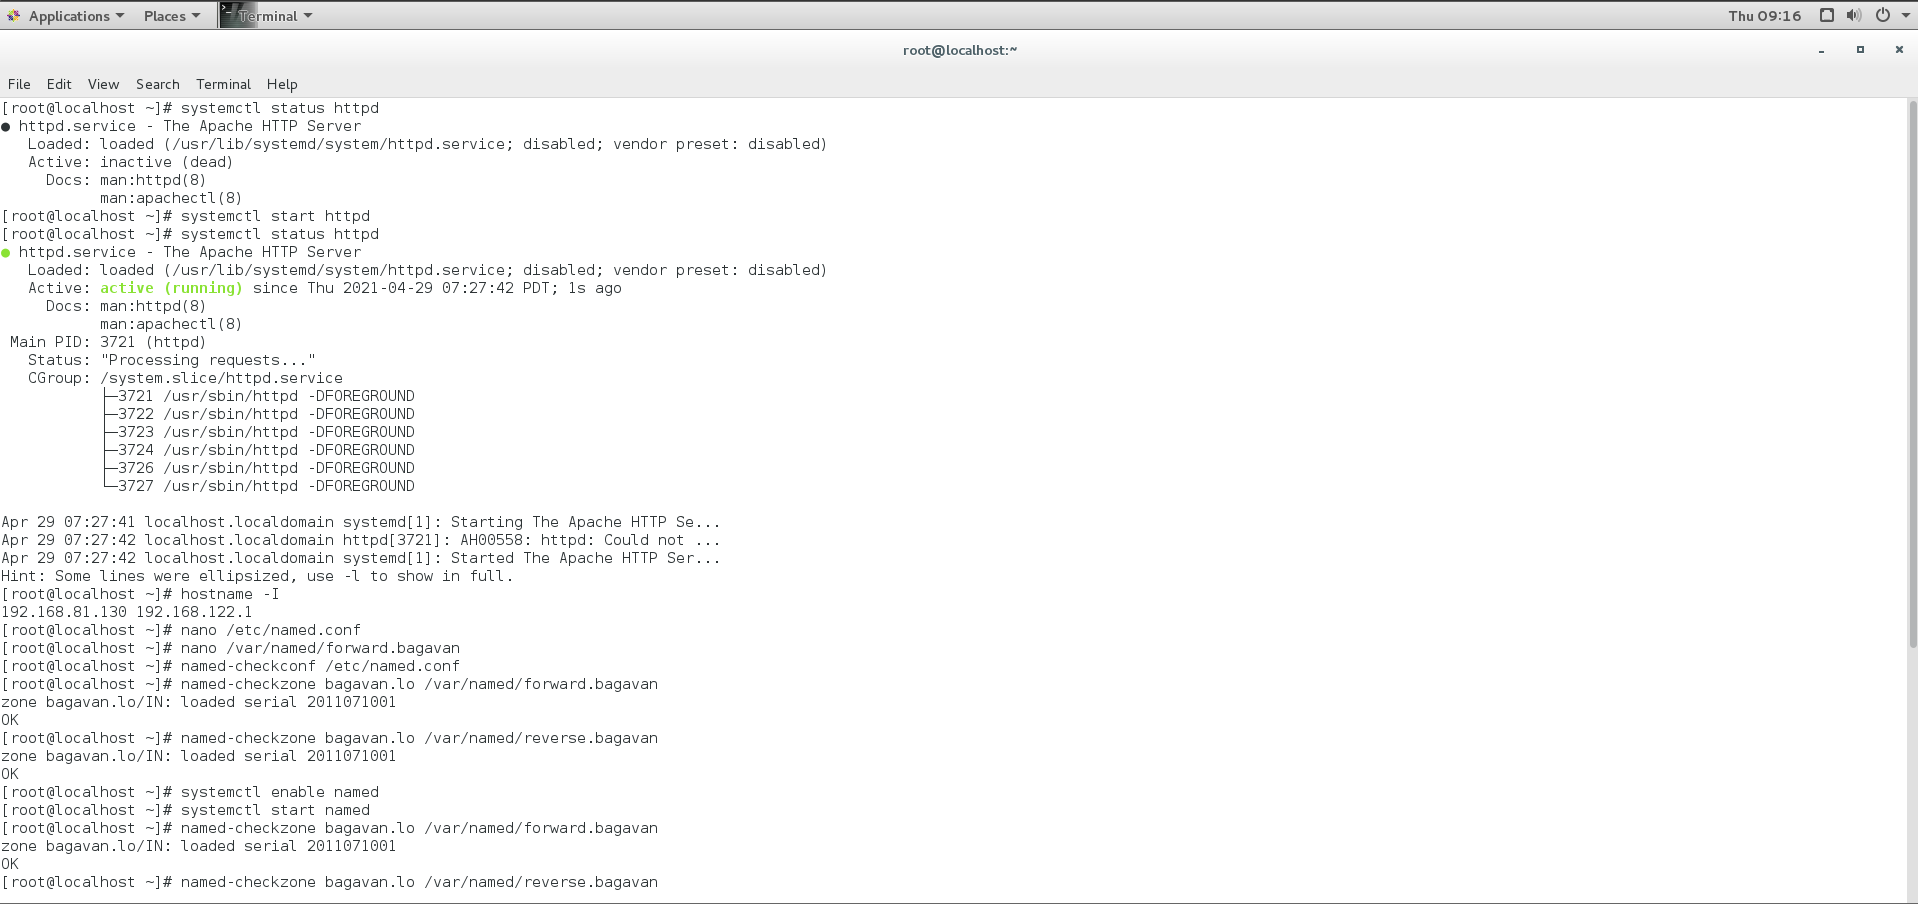 Applications Places Terminal Thu 09:16
root@localhost:~
File Edit View Search Terminal Help
[root@localhost ~]# systemctl status httpd
● httpd.service - The Apache HTTP Server
   Loaded: loaded (/usr/lib/systemd/system/httpd.service; disabled; vendor preset: disabled)
   Active: inactive (dead)
     Docs: man:httpd(8)
           man:apachectl(8)
[root@localhost ~]# systemctl start httpd
[root@localhost ~]# systemctl status httpd
● httpd.service - The Apache HTTP Server
   Loaded: loaded (/usr/lib/systemd/system/httpd.service; disabled; vendor preset: disabled)
   Active: active (running) since Thu 2021-04-29 07:27:42 PDT; 1s ago
     Docs: man:httpd(8)
           man:apachectl(8)
 Main PID: 3721 (httpd)
   Status: "Processing requests..."
   CGroup: /system.slice/httpd.service
           ├─3721 /usr/sbin/httpd -DFOREGROUND
           ├─3722 /usr/sbin/httpd -DFOREGROUND
           ├─3723 /usr/sbin/httpd -DFOREGROUND
           ├─3724 /usr/sbin/httpd -DFOREGROUND
           ├─3726 /usr/sbin/httpd -DFOREGROUND
           └─3727 /usr/sbin/httpd -DFOREGROUND
Apr 29 07:27:41 localhost.localdomain systemd[1]: Starting The Apache HTTP Se...
Apr 29 07:27:42 localhost.localdomain httpd[3721]: AH00558: httpd: Could not ...
Apr 29 07:27:42 localhost.localdomain systemd[1]: Started The Apache HTTP Ser...
Hint: Some lines were ellipsized, use -l to show in full.
[root@localhost ~]# hostname -I
192.168.81.130 192.168.122.1
[root@localhost ~]# nano /etc/named.conf
[root@localhost ~]# nano /var/named/forward.bagavan
[root@localhost ~]# named-checkconf /etc/named.conf
[root@localhost ~]# named-checkzone bagavan.lo /var/named/forward.bagavan
zone bagavan.lo/IN: loaded serial 2011071001
OK
[root@localhost ~]# named-checkzone bagavan.lo /var/named/reverse.bagavan
zone bagavan.lo/IN: loaded serial 2011071001
OK
[root@localhost ~]# systemctl enable named
[root@localhost ~]# systemctl start named
[root@localhost ~]# named-checkzone bagavan.lo /var/named/forward.bagavan
zone bagavan.lo/IN: loaded serial 2011071001
OK
[root@localhost ~]# named-checkzone bagavan.lo /var/named/reverse.bagavan